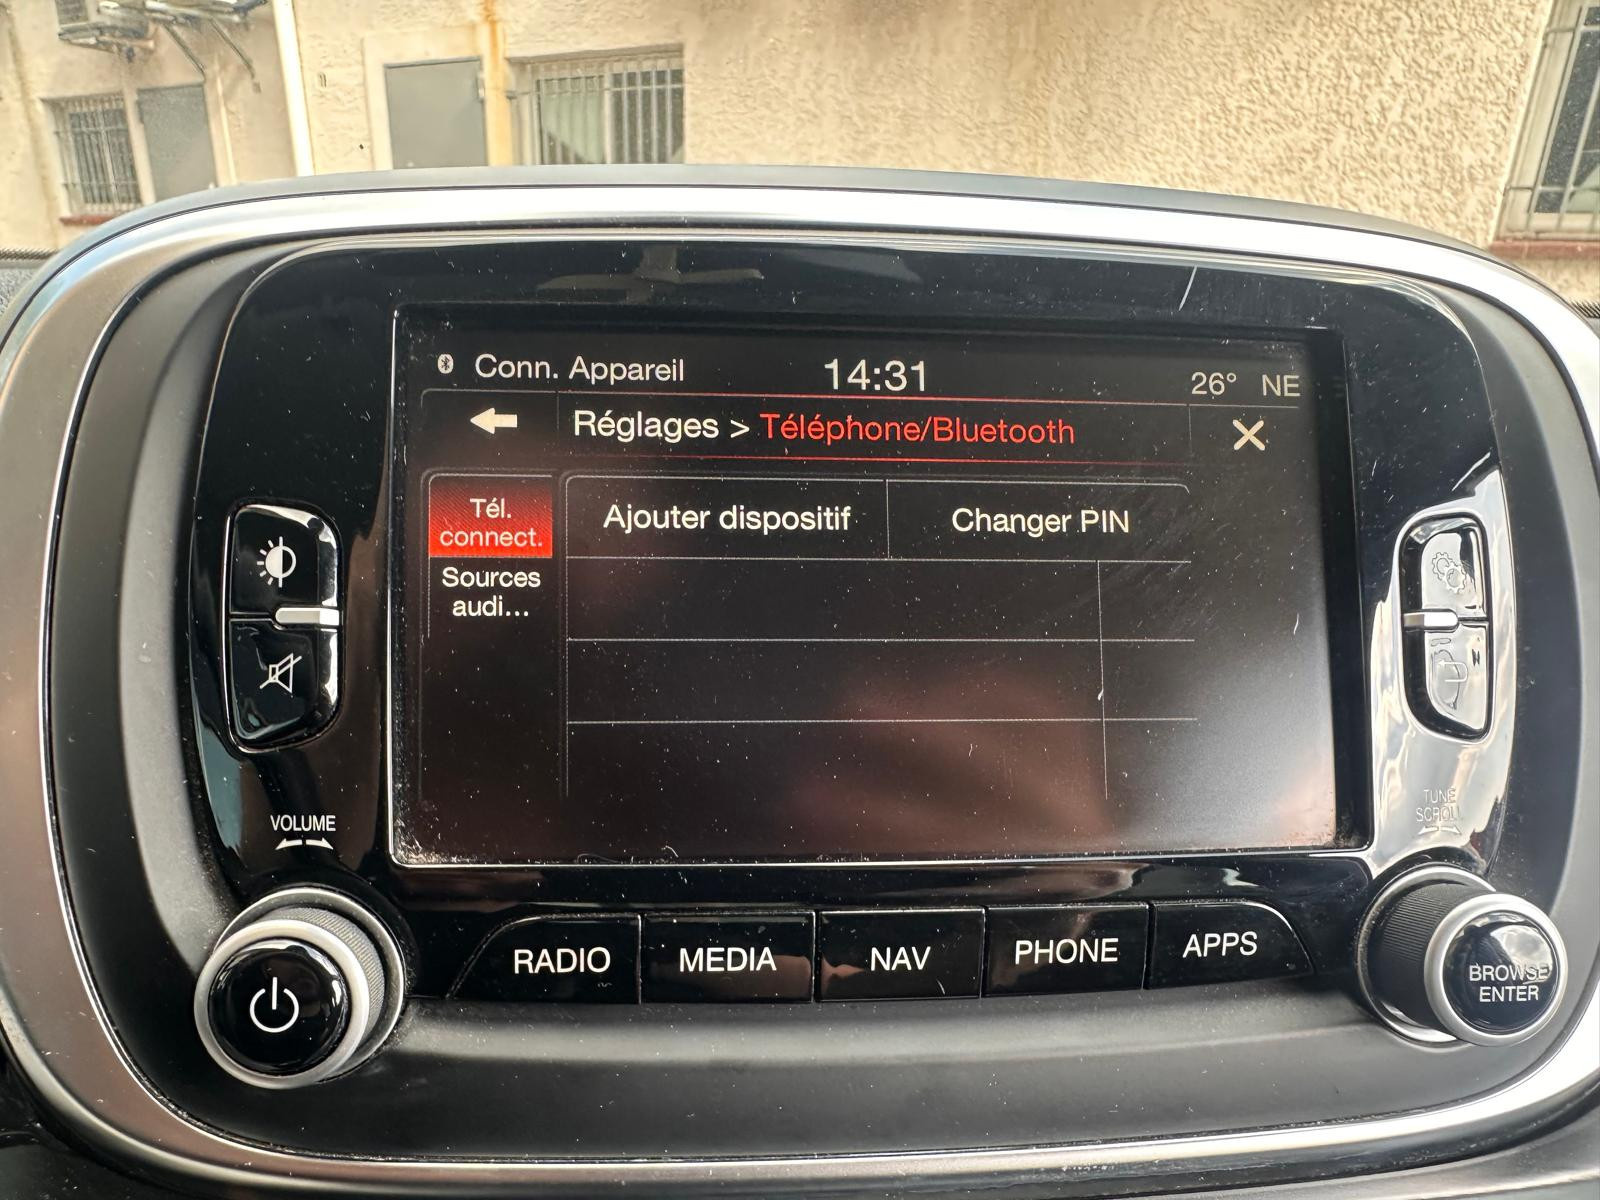 Conn. Appareil 14:31 26° NE
Réglages > Téléphone/Bluetooth
Tél.
connect.
Ajouter dispositif Changer PIN
Sources
audi...
VOLUME
TUNE
SCROLL
RADIO MEDIA NAV PHONE APPS
BROWSE
ENTER